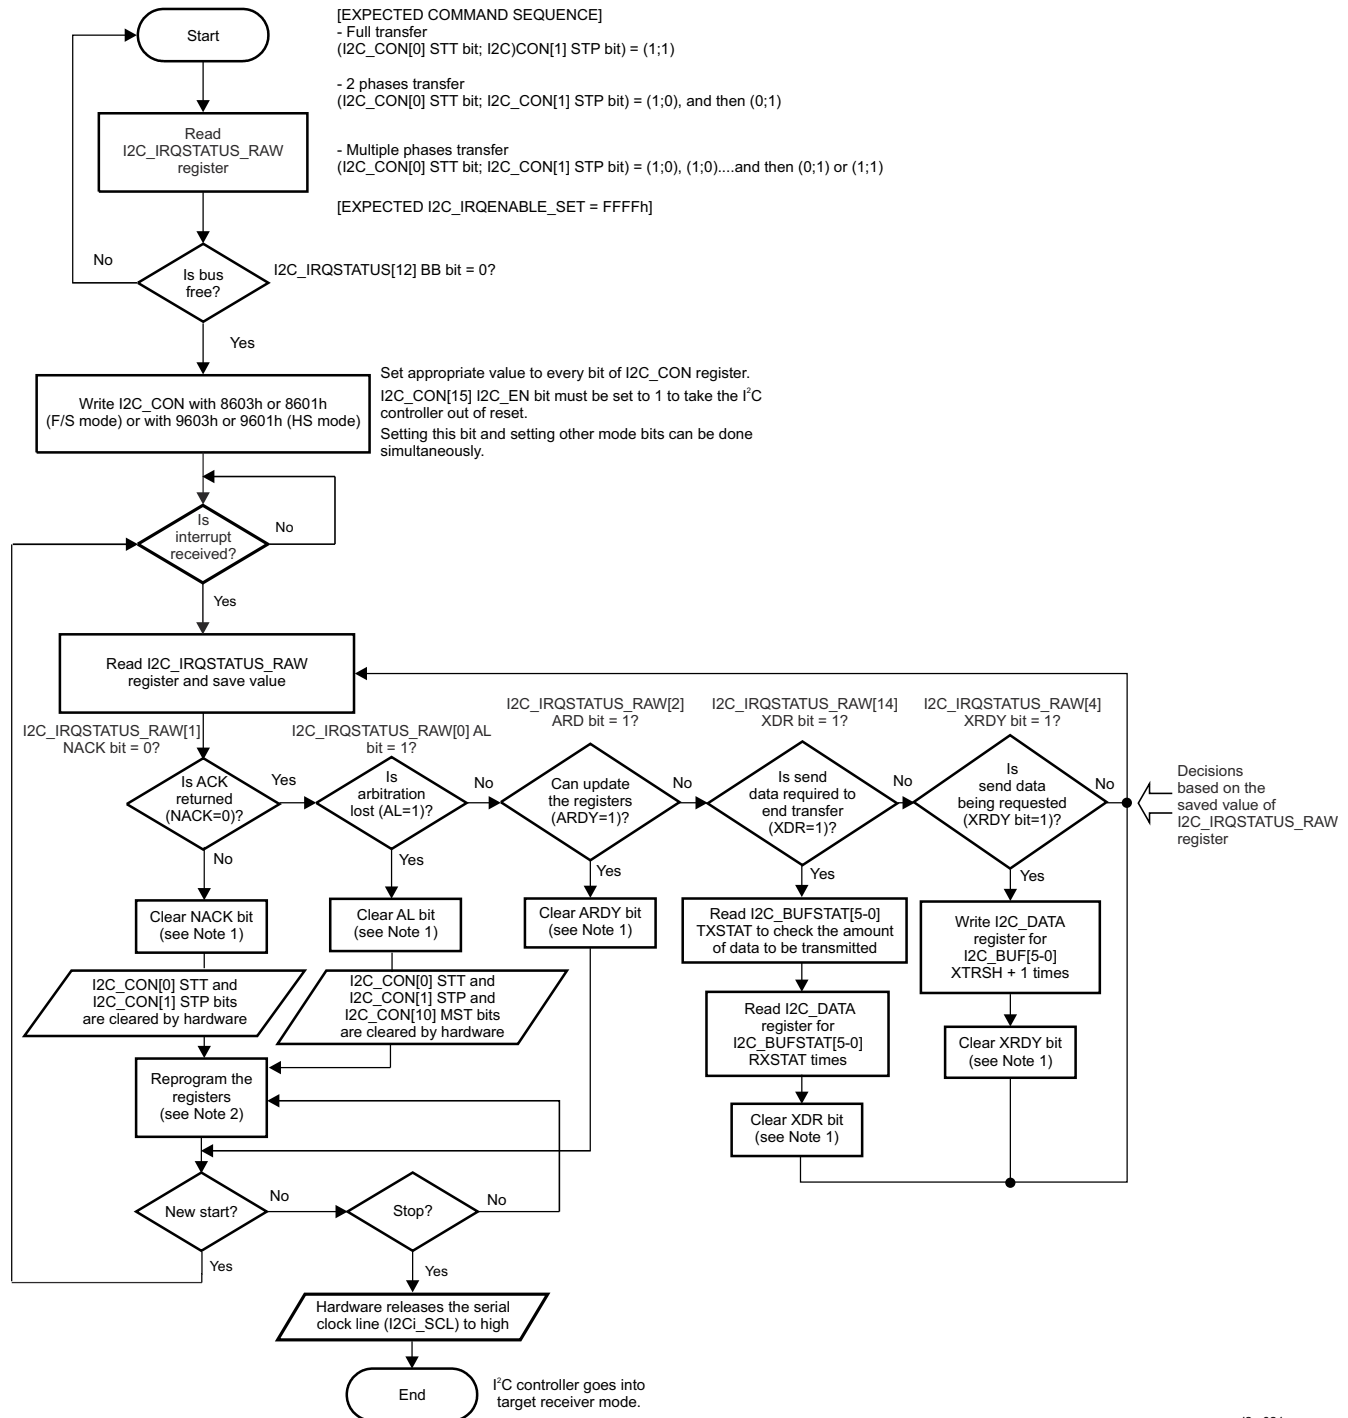 Start
[EXPECTED COMMAND SEQUENCE]
- Full transfer
(I2C_CON[0] STT bit; I2C)CON[1] STP bit) = (1;1)
- 2 phases transfer
(I2C_CON[0] STT bit; I2C_CON[1] STP bit) = (1;0), and then (0;1)
- Multiple phases transfer
(I2C_CON[0] STT bit; I2C_CON[1] STP bit) = (1;0), (1;0)....and then (0;1) or (1;1)
[EXPECTED I2C_IRQENABLE_SET = FFFFh]
Read
I2C_IRQSTATUS_RAW
register
No
Is bus
free?
I2C_IRQSTATUS[12] BB bit = 0?
Yes
Write I2C_CON with 8603h or 8601h
(F/S mode) or with 9603h or 9601h (HS mode)
Set appropriate value to every bit of I2C_CON register.
I2C_CON[15] I2C_EN bit must be set to 1 to take the I²C
controller out of reset.
Setting this bit and setting other mode bits can be done
simultaneously.
Is
interrupt
received?
No
Yes
Read I2C_IRQSTATUS_RAW
register and save value
I2C_IRQSTATUS_RAW[1]
NACK bit = 0?
I2C_IRQSTATUS_RAW[0] AL
bit = 1?
I2C_IRQSTATUS_RAW[2]
ARD bit = 1?
I2C_IRQSTATUS_RAW[14]
XDR bit = 1?
I2C_IRQSTATUS_RAW[4]
XRDY bit = 1?
Is ACK
returned
(NACK=0)?
Yes
Is
arbitration
lost (AL=1)?
No
Can update
the registers
(ARDY=1)?
No
Is send
data required to
end transfer
(XDR=1)?
No
Is
send data
being requested
(XRDY bit=1)?
No
Decisions
based on the
saved value of
I2C_IRQSTATUS_RAW
register
No
Yes
Yes
Yes
Yes
Clear NACK bit
(see Note 1)
Clear AL bit
(see Note 1)
Clear ARDY bit
(see Note 1)
Read I2C_BUFSTAT[5-0]
TXSTAT to check the amount
of data to be transmitted
Write I2C_DATA
register for
I2C_BUF[5-0]
XTRSH + 1 times
I2C_CON[0] STT and
I2C_CON[1] STP bits
are cleared by hardware
I2C_CON[0] STT and
I2C_CON[1] STP and
I2C_CON[10] MST bits
are cleared by hardware
Read I2C_DATA
register for
I2C_BUFSTAT[5-0]
RXSTAT times
Clear XRDY bit
(see Note 1)
Reprogram the
registers
(see Note 2)
Clear XDR bit
(see Note 1)
New start?
No
Stop?
No
Yes
Yes
Hardware releases the serial
clock line (I2Ci_SCL) to high
End
I²C controller goes into
target receiver mode.